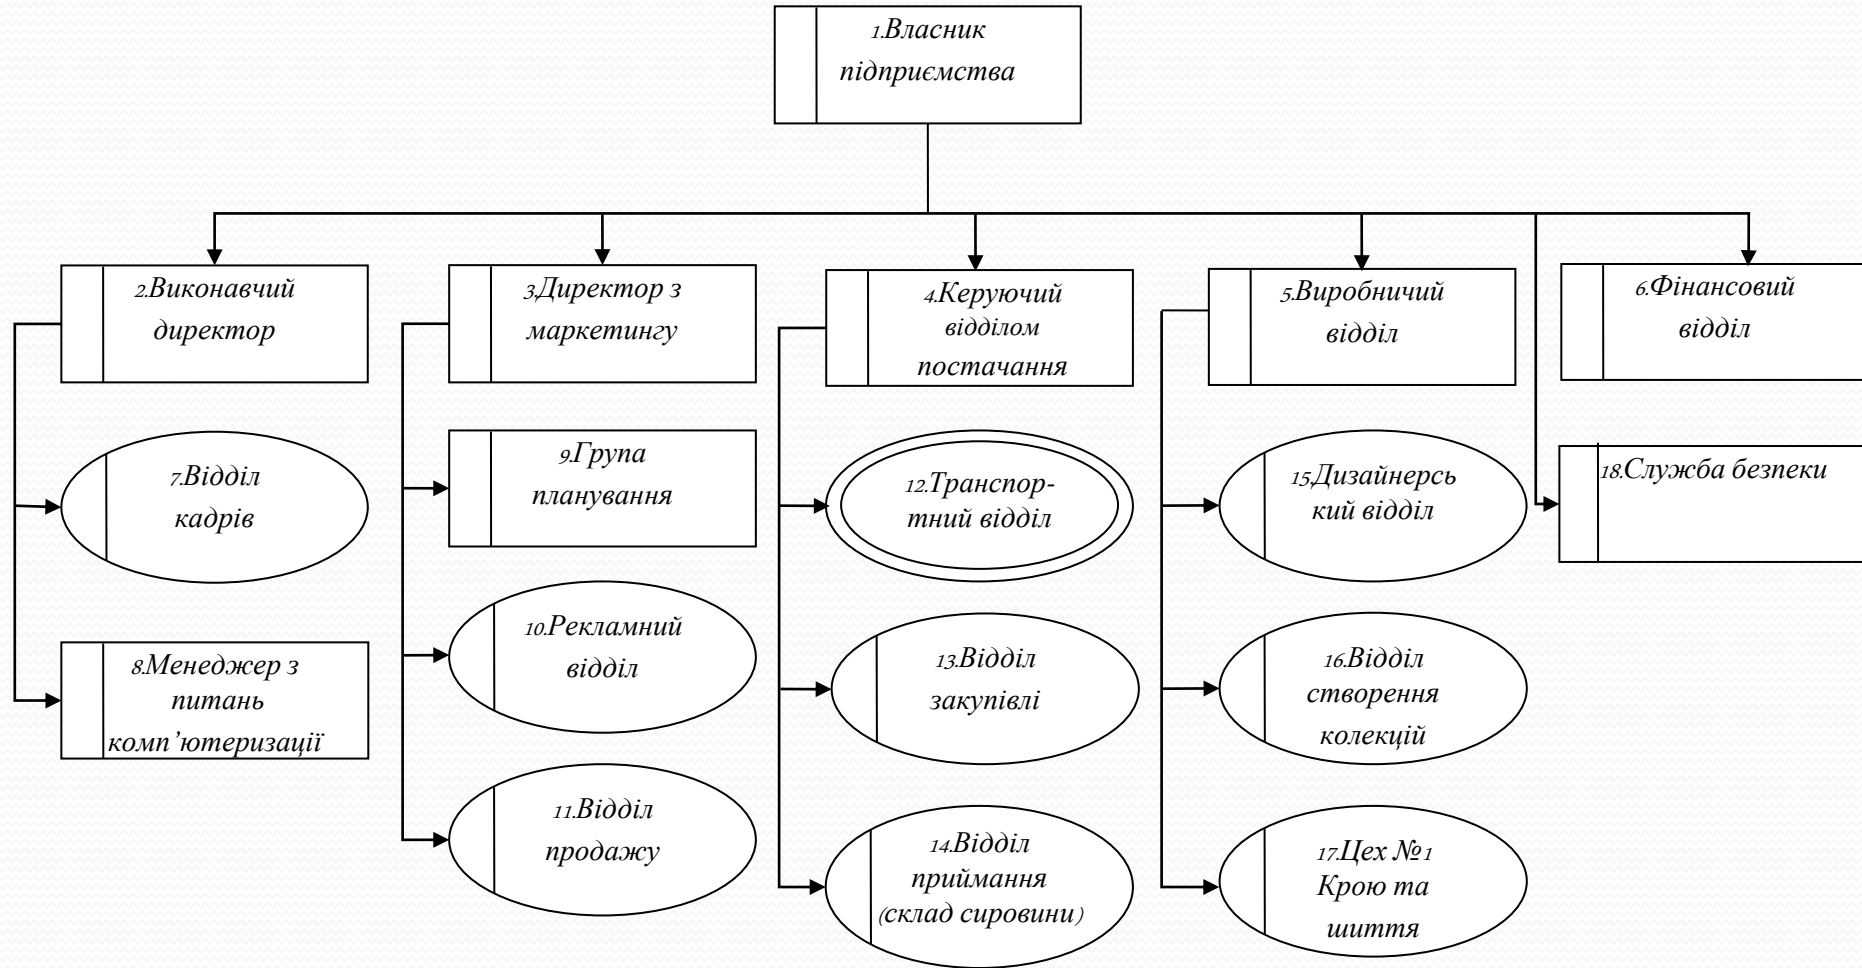 1.Власник
підприємства
2.Виконавчий
директор
3.Директор з
маркетингу
4.Керуючий
відділом
постачання
5.Виробничий
відділ
6.Фінансовий
відділ
7.Відділ
кадрів
8.Менеджер з
питань
комп’ютеризації
9.Група
планування
10.Рекламний
відділ
11.Відділ
продажу
12.Транспор-
тний відділ
13.Відділ
закупівлі
14.Відділ
приймання
(склад сировини)
15.Дизайнерсь
кий відділ
16.Відділ
створення
колекцій
17.Цех №1
Крою та
шиття
18.Служба безпеки